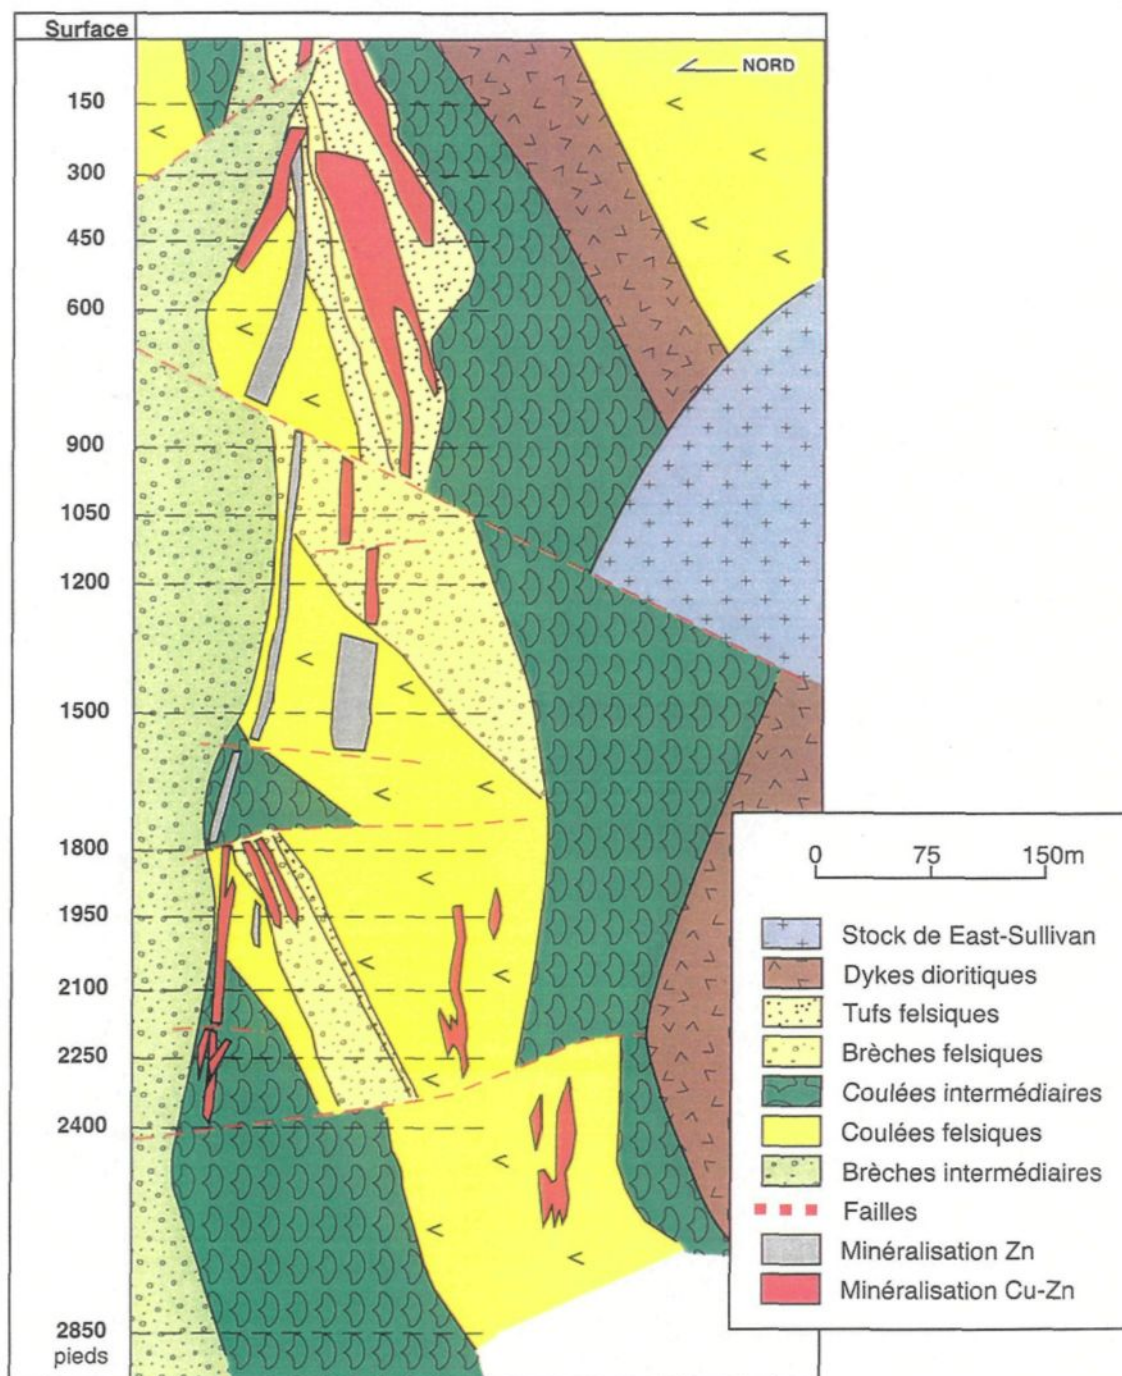 Surface
NORD
150
300
450
600
900
1050
1200
1500
1800
1950
2100
2250
2400
2850
pieds
0 75 150m
Stock de East-Sullivan
Dykes dioritiques
Tufs felsiques
Brèches felsiques
Coulées intermédiaires
Coulées felsiques
Brèches intermédiaires
Failles
Minéralisation Zn
Minéralisation Cu-Zn